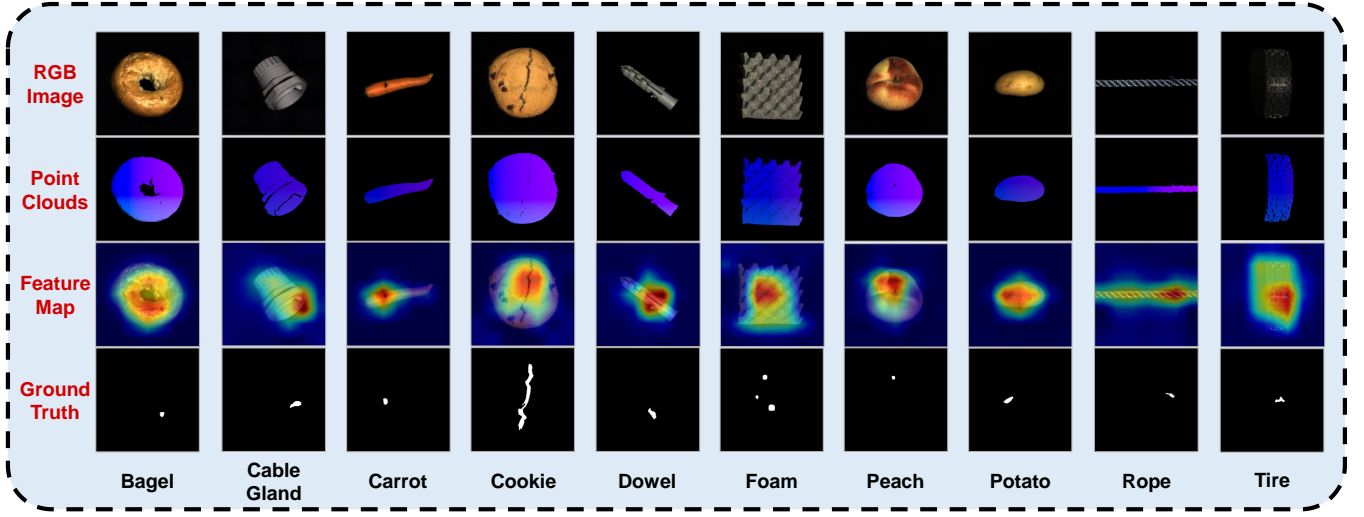 RGB
Image
Point
Clouds
Feature
Map
Ground
Truth
Bagel
Cable
Gland
Carrot
Cookie
Dowel
Foam
Peach
Potato
Rope
Tire